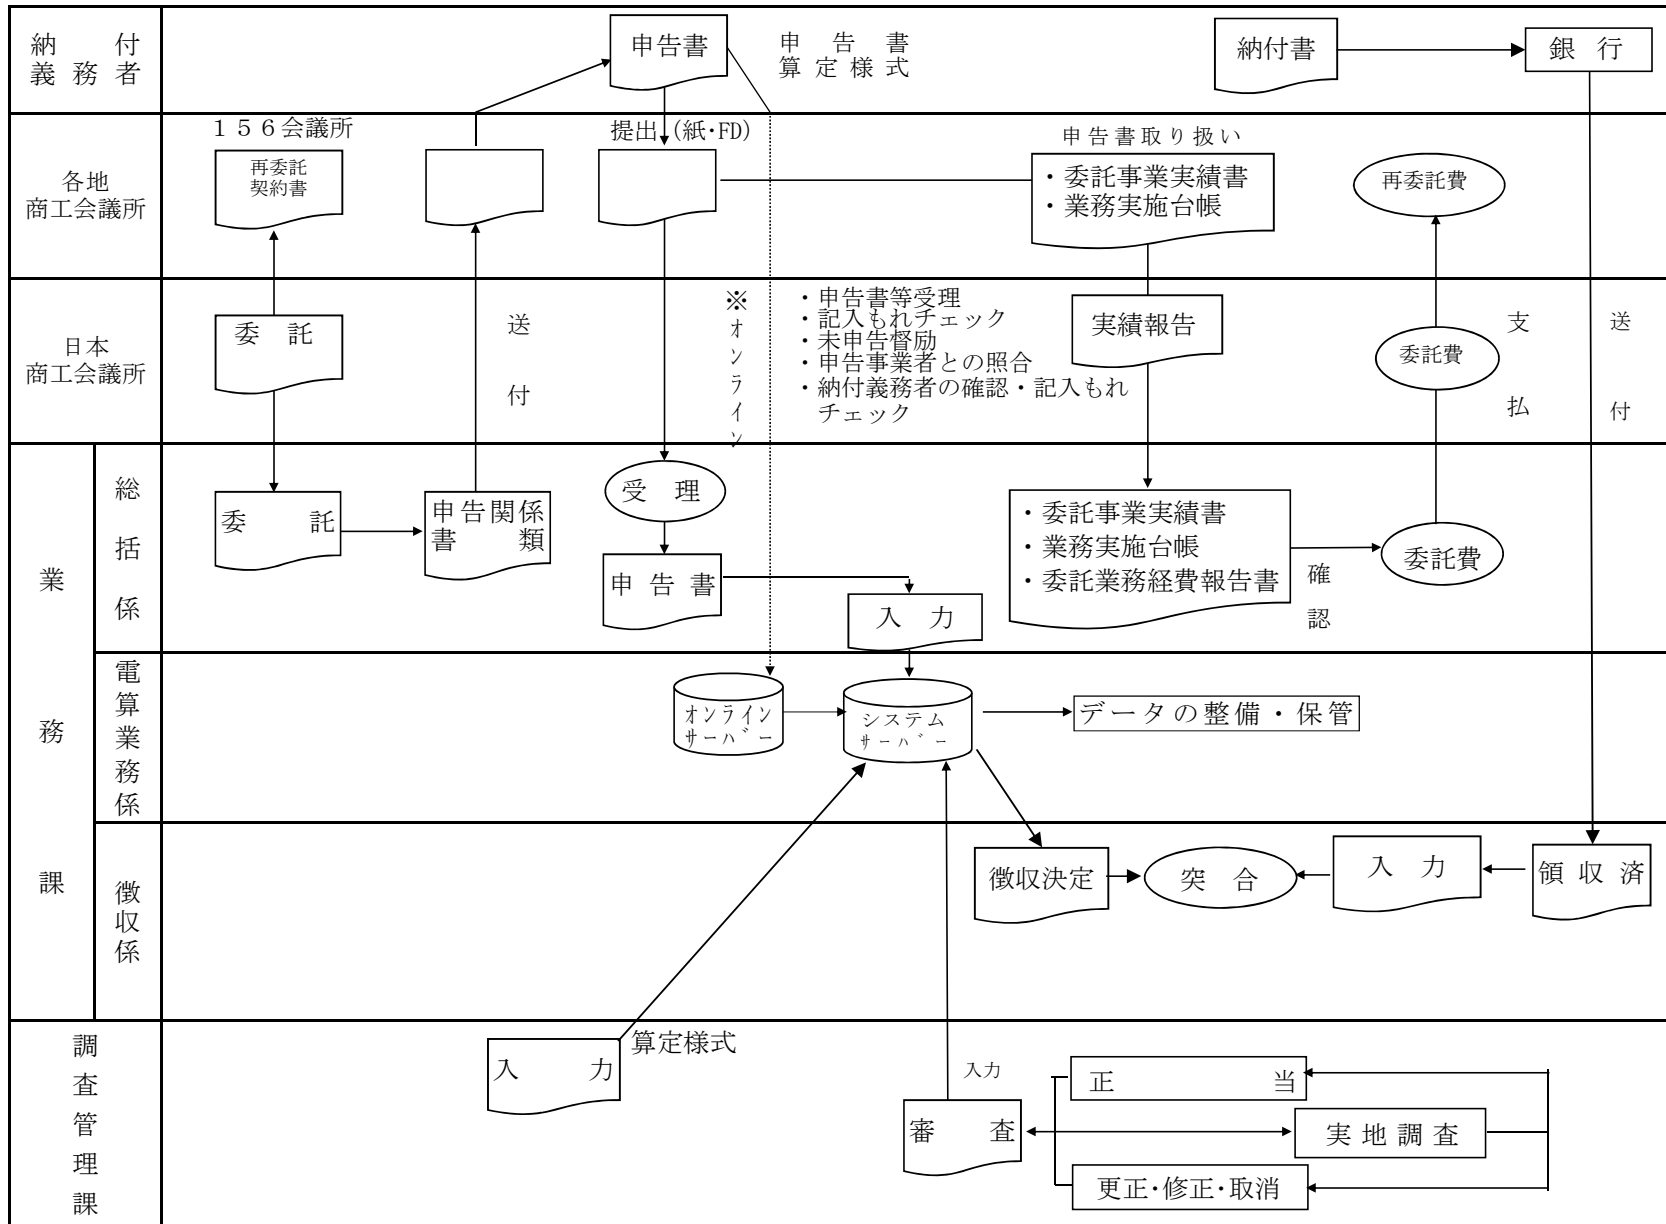 納付
義務者
申告書
申告書
算定様式
納付書
銀行
各地
商工会議所
１５６会議所
再委託
契約書
提出(紙･FD)
申告書取り扱い
・委託事業実績書
・業務実施台帳
再委託費
日本
商工会議所
委託
送付
※オンライン
・申告書等受理
・記入もれチェック
・未申告督励
・申告事業者との照合
・納付義務者の確認・記入もれ
チェック
実績報告
委託費
支払
送付
業務課
総括係
委託
申告関係
書類
受理
申告書
入力
・委託事業実績書
・業務実施台帳
・委託業務経費報告書
確認
委託費
電算業務係
オンライン
サーバー
システム
サーバー
データの整備・保管
徴収係
徴収決定
突合
入力
領収済
調査管理課
入力
算定様式
入力
審査
正当
実地調査
更正･修正･取消